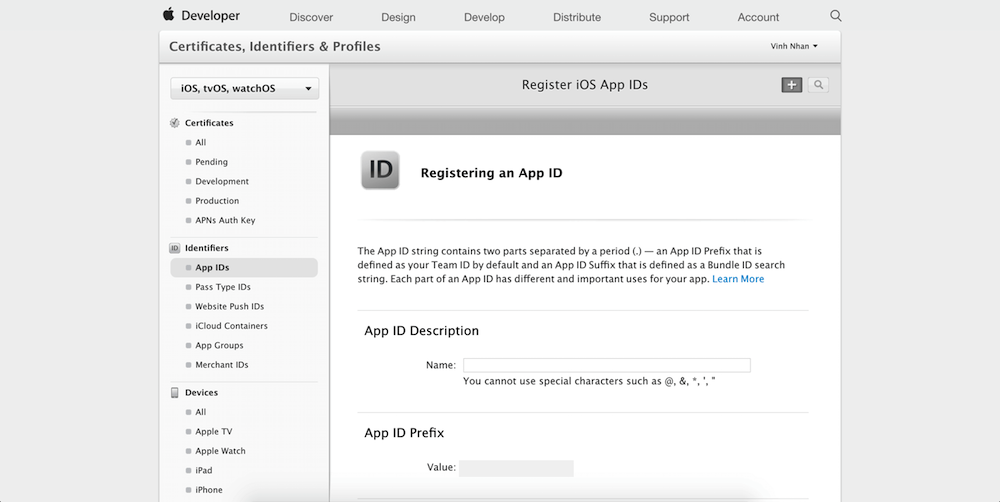 Developer
Discover
Design
Develop
Distribute
Support
Account
Certificates, Identifiers & Profiles
Vinh Nhan
iOS, tvOS, watchOS
Register iOS App IDs
Certificates
All
Pending
Development
Production
APNs Auth Key
ID Identifiers
App IDs
Pass Type IDs
Website Push IDs
iCloud Containers
App Groups
Merchant IDs
Devices
All
Apple TV
Apple Watch
iPad
iPhone
ID
Registering an App ID
The App ID string contains two parts separated by a period (.) — an App ID Prefix that is
defined as your Team ID by default and an App ID Suffix that is defined as a Bundle ID search
string. Each part of an App ID has different and important uses for your app. Learn More
App ID Description
Name:
You cannot use special characters such as @, &, *, ', "
App ID Prefix
Value: